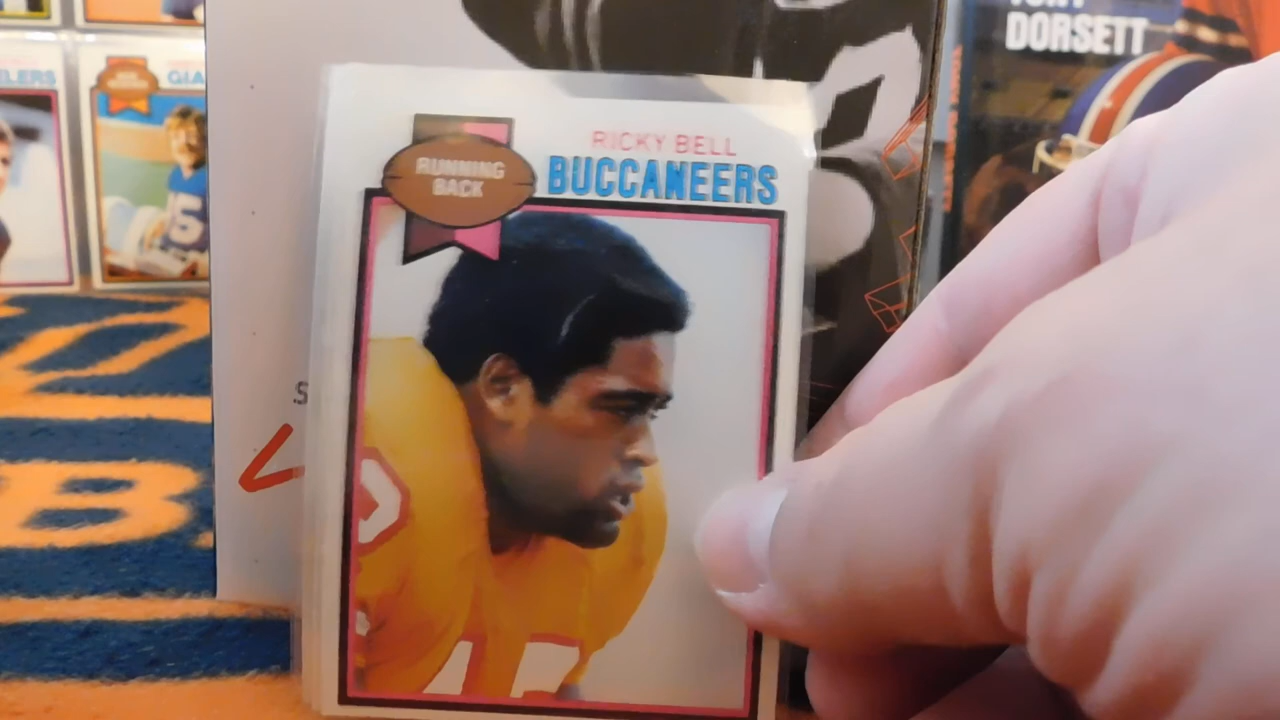 DORSETT
ELERS
GIA
RICKY BELL
BUCCANEERS
RUNNING
BACK
S
B